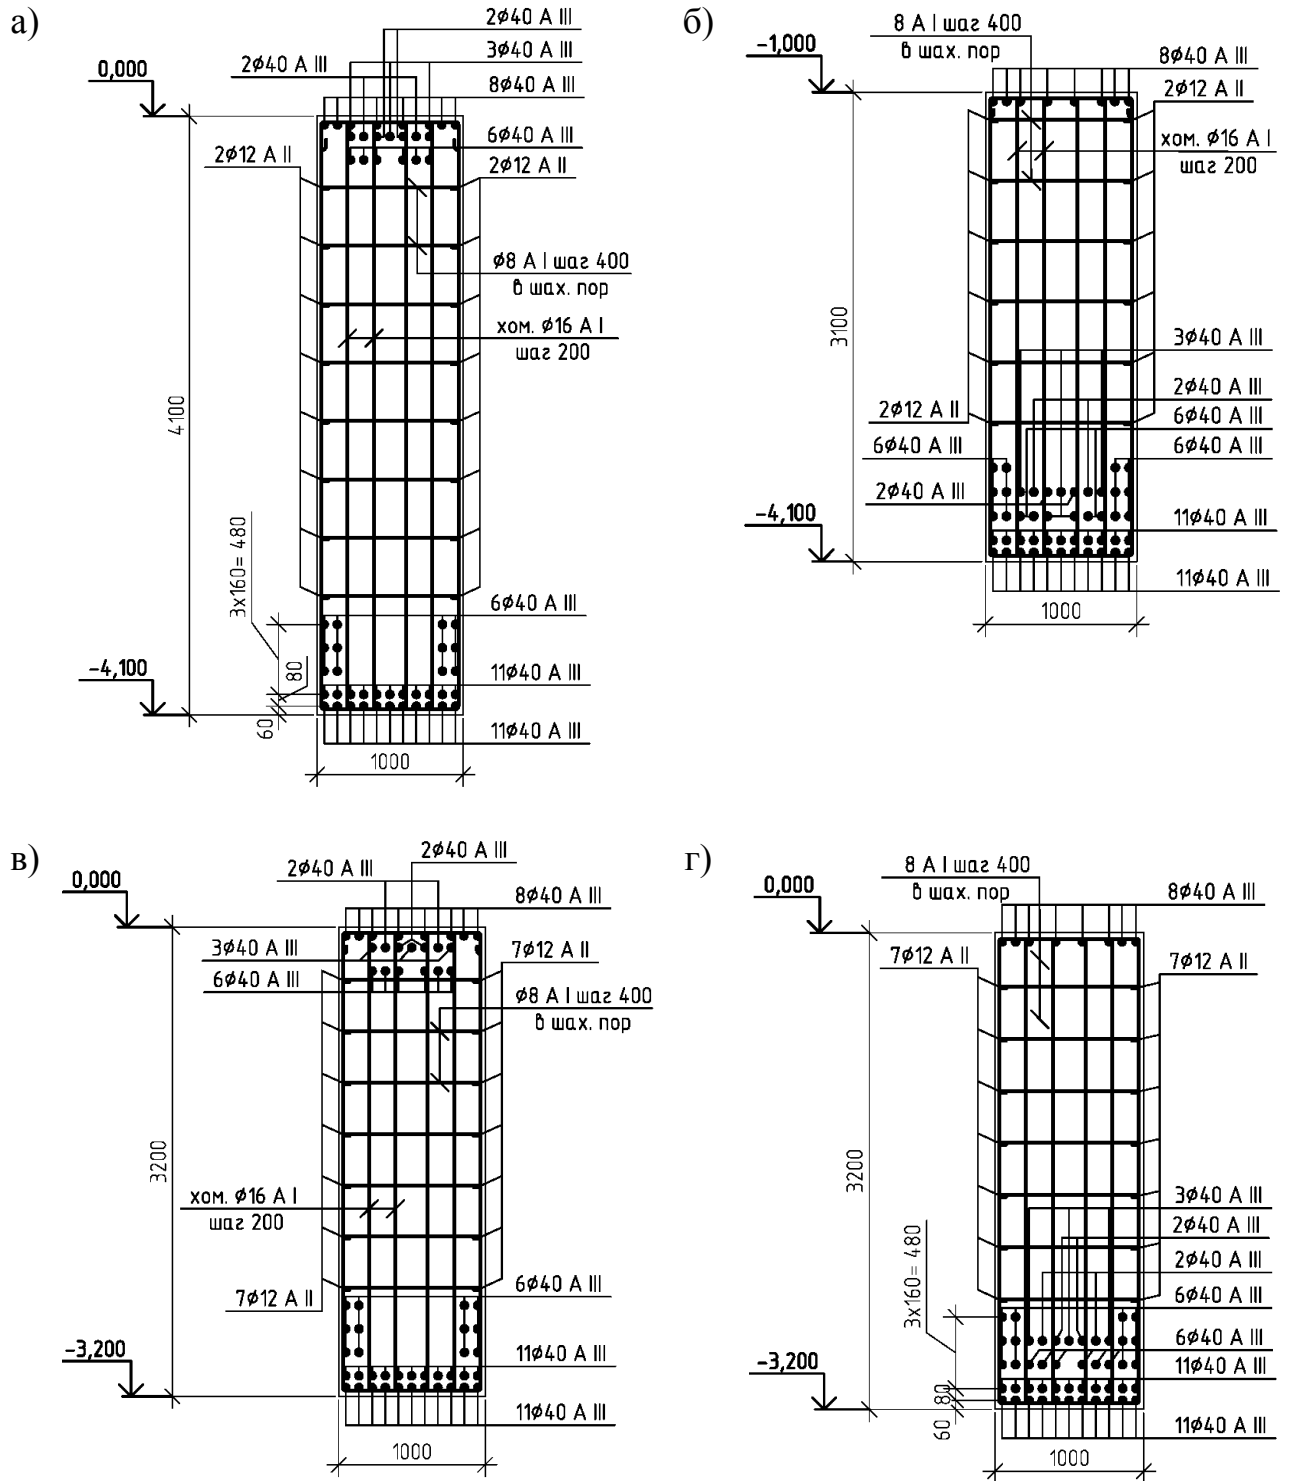 а)
2ø40 A III
3ø40 A III
2ø40 A III
8ø40 A III
0,000
6ø40 A III
2ø12 A II
2ø12 A II
ø8 A I шаг 400
в шах. пор
хом. ø16 A I
шаг 200
4100
3x160= 480
80
60
6ø40 A III
-4,100
11ø40 A III
11ø40 A III
1000
б)
8 A I шаг 400
в шах. пор
-1,000
8ø40 A III
2ø12 A II
хом. ø16 A I
шаг 200
3100
3ø40 A III
2ø40 A III
2ø12 A II
6ø40 A III
6ø40 A III
6ø40 A III
2ø40 A III
-4,100
11ø40 A III
11ø40 A III
1000
в)
2ø40 A III
2ø40 A III
0,000
8ø40 A III
3ø40 A III
7ø12 A II
6ø40 A III
ø8 A I шаг 400
в шах. пор
3200
хом. ø16 A I
шаг 200
6ø40 A III
7ø12 A II
-3,200
11ø40 A III
11ø40 A III
1000
г)
8 A I шаг 400
в шах. пор
0,000
8ø40 A III
7ø12 A II
7ø12 A II
3200
3ø40 A III
2ø40 A III
2ø40 A III
3x160= 480
6ø40 A III
6ø40 A III
-3,200
11ø40 A III
80
60
11ø40 A III
1000